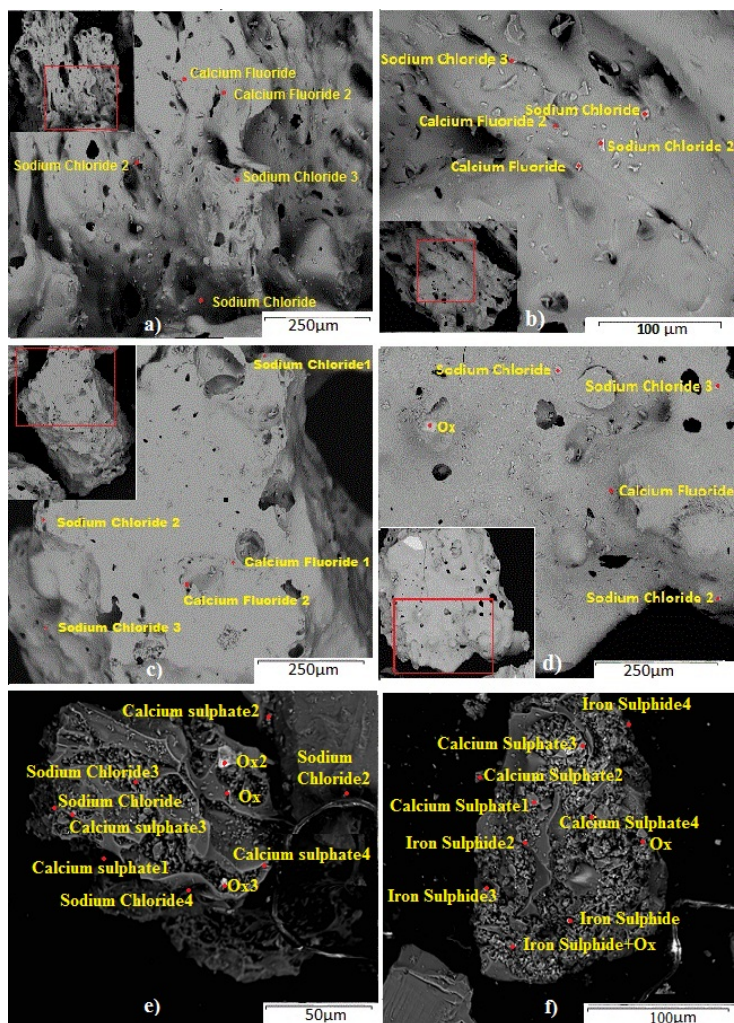 Calcium Fluoride
Calcium Fluoride 2
Sodium Chloride 2
Sodium Chloride 3
Sodium Chloride
a)
250µm
Sodium Chloride 3
Sodium Chloride
Calcium Fluoride 2
Sodium Chloride 2
Calcium Fluoride
b)
100 µm
Sodium Chloride1
Sodium Chloride 2
Calcium Fluoride 1
Calcium Fluoride 2
Sodium Chloride 3
c)
250µm
Sodium Chloride
Sodium Chloride 3
Ox
Calcium Fluoride
Sodium Chloride 2
d)
250µm
Calcium sulphate2
Ox2
Sodium
Chloride2
Sodium Chloride3
Ox
Sodium Chloride
Calcium sulphate3
Calcium sulphate1
Calcium sulphate4
Ox3
Sodium Chloride4
e)
50µm
Iron Sulphide4
Calcium Sulphate3
Calcium Sulphate2
Calcium Sulphate1
Calcium Sulphate4
Iron Sulphide2
Ox
Iron Sulphide3
Iron Sulphide
Iron Sulphide+Ox
f)
100µm